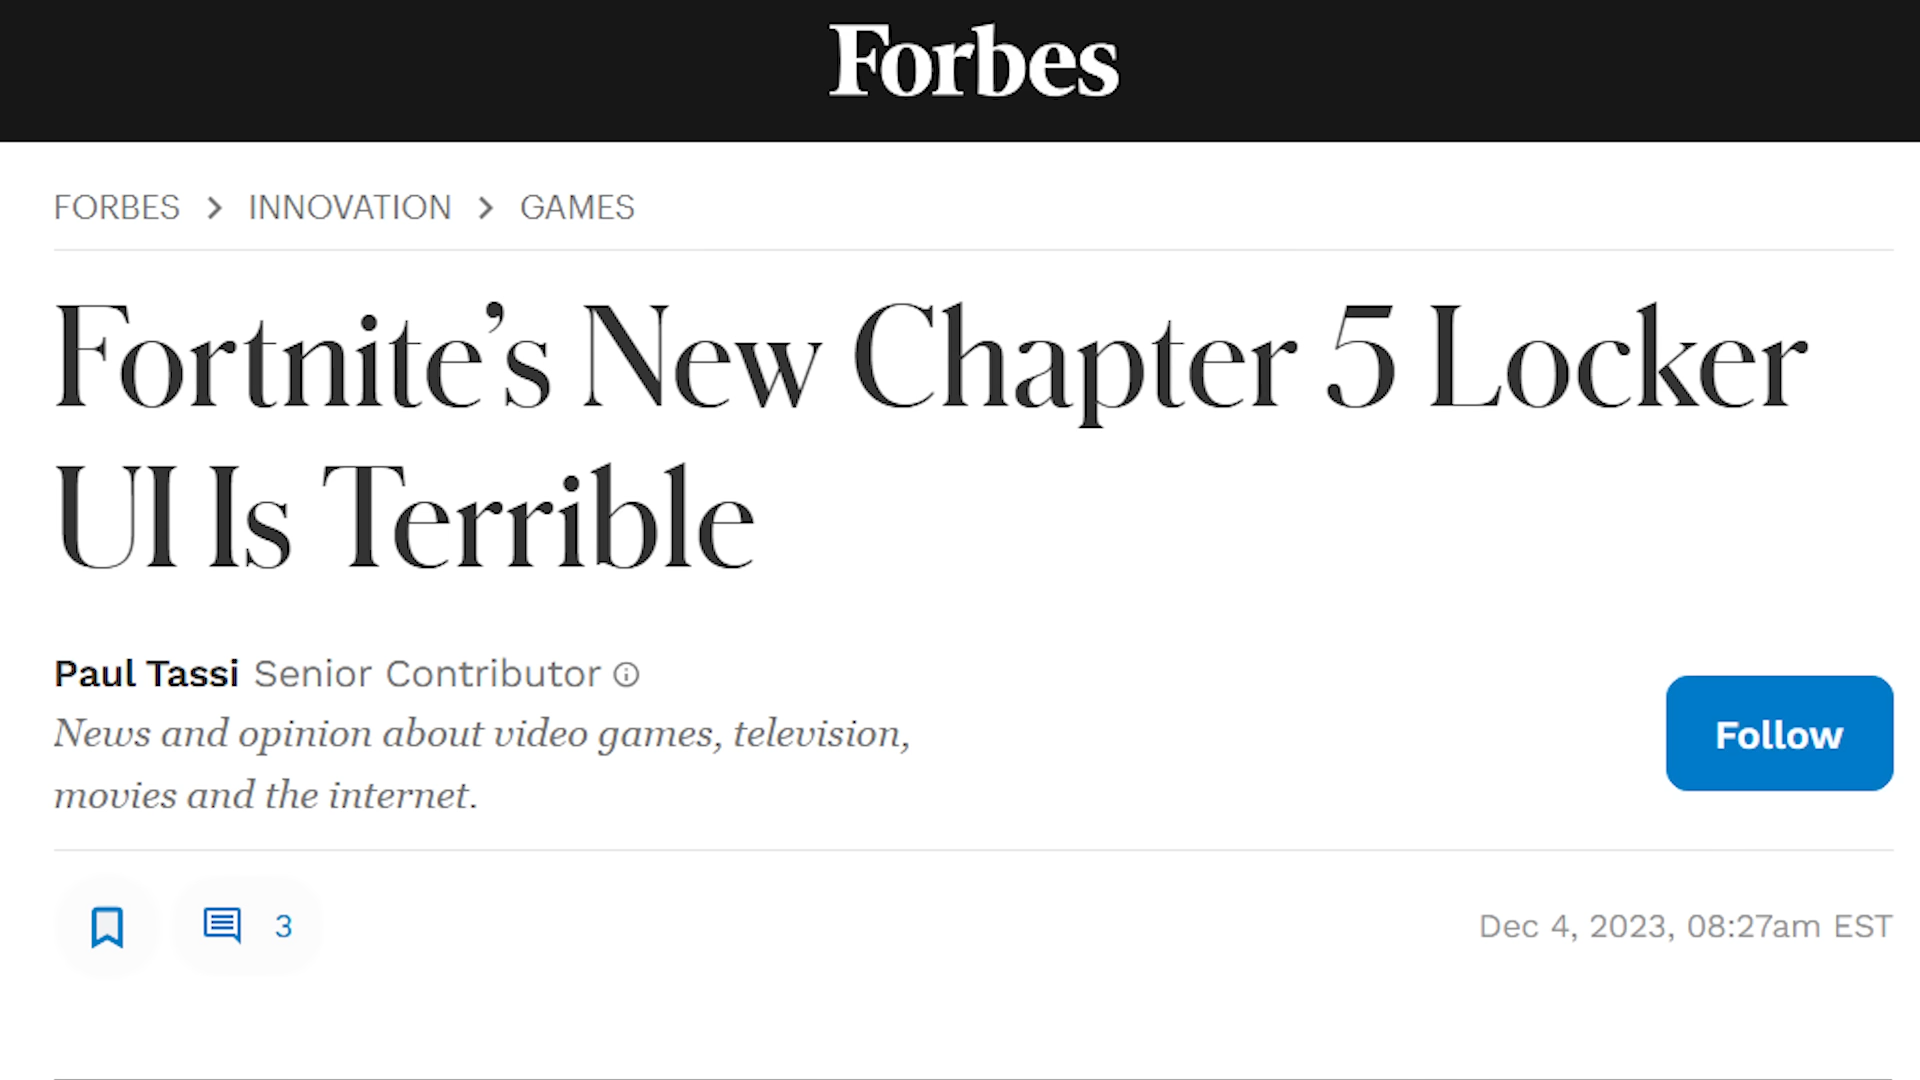 Forbes
FORBES > INNOVATION > GAMES
Fortnite’s New Chapter 5 Locker
UI Is Terrible
Paul Tassi Senior Contributor
News and opinion about video games, television,
movies and the internet.
Follow
3
Dec 4, 2023, 08:27am EST